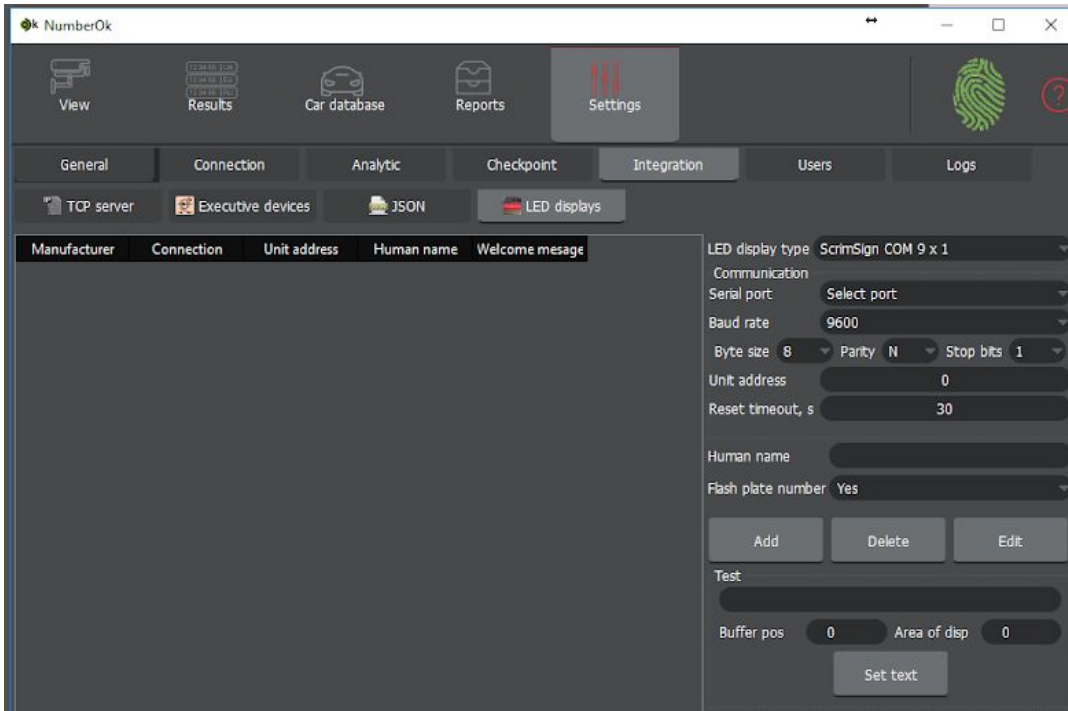 Ok NumberOk
View Results Car database Reports Settings ?
General Connection Analytic Checkpoint Integration Users Logs
TCP server Executive devices JSON LED displays
Manufacturer Connection Unit address Human name Welcome mesage
LED display type ScrimSign COM 9 x 1
Communication
Serial port Select port
Baud rate 9600
Byte size 8 Parity N Stop bits 1
Unit address 0
Reset timeout, s 30
Human name
Flash plate number Yes
Add Delete Edit
Test
Buffer pos 0 Area of disp 0
Set text